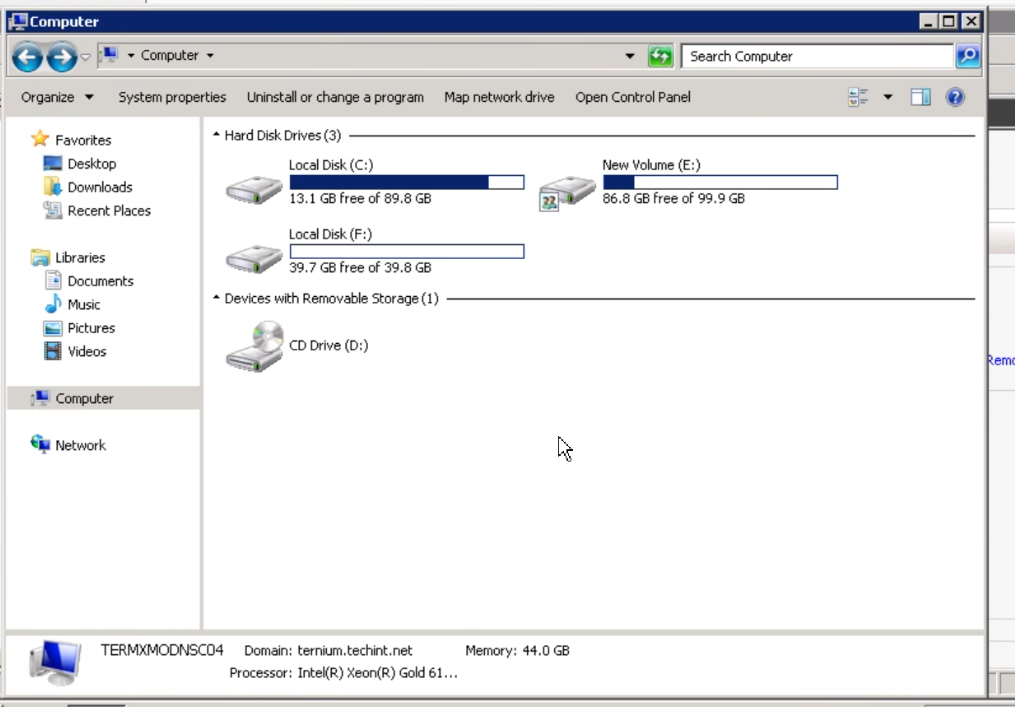 Computer
Computer
Search Computer
Organize
System properties
Uninstall or change a program
Map network drive
Open Control Panel
Favorites
Desktop
Downloads
Recent Places
Libraries
Documents
Music
Pictures
Videos
Computer
Network
Hard Disk Drives (3)
Local Disk (C:)
13.1 GB free of 89.8 GB
New Volume (E:)
86.8 GB free of 99.9 GB
Local Disk (F:)
39.7 GB free of 39.8 GB
Devices with Removable Storage (1)
CD Drive (D:)
Remo
TERMXMODNSC04 Domain: ternium.techint.net Memory: 44.0 GB
Processor: Intel(R) Xeon(R) Gold 61...